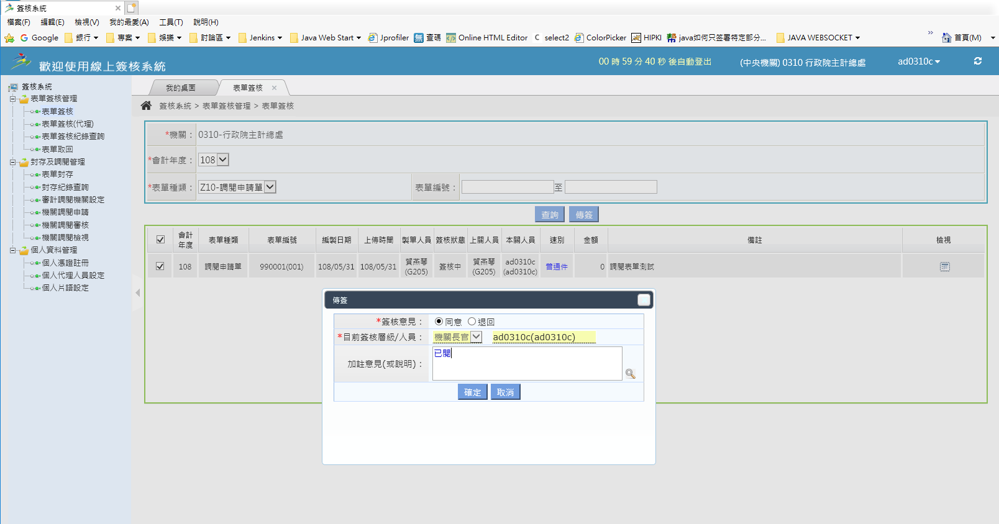 簽核系統
檔案(F) 編輯(E) 檢視(V) 我的最愛(A) 工具(T) 說明(H)
Google 銀行 專案 娛樂 討論區 Jenkins Java Web Start Jprofiler 查碼 Online HTML Editor select2 ColorPicker HIPKI java如何只签署特定部分... JAVA WEBSOCKET 首頁(M)
歡迎使用線上簽核系統 00 時 59 分 40 秒 後自動登出 (中央機關) 0310 行政院主計總處 ad0310c
簽核系統
表單簽核管理
表單簽核
表單簽核(代理)
表單簽核紀錄查詢
表單取回
封存及調閱管理
表單封存
封存紀錄查詢
審計調閱機關設定
機關調閱申請
機關調閱審核
機關調閱檢視
個人資料管理
個人憑證註冊
個人代理人員設定
個人片語設定
我的桌面 表單簽核
簽核系統 > 表單簽核管理 > 表單簽核
*機關： 0310-行政院主計總處
*會計年度： 108
*表單種類： Z10-調閱申請單 表單編號： 至
查詢 傳簽
會計年度 表單種類 表單編號 編製日期 上傳時間 製單人員 簽核狀態 上關人員 本關人員 速別 金額 備註 檢視
108 調閱申請單 990001(001) 108/05/31 108/05/31 賀燕琴(G205) 簽核中 賀燕琴(G205) ad0310c(ad0310c) 普通件 0 調閱表單測試
傳簽
*簽核意見： 同意 退回
*目前簽核層級/人員： 機關長官 ad0310c(ad0310c)
加註意見(或說明)： 已閱
確定 取消